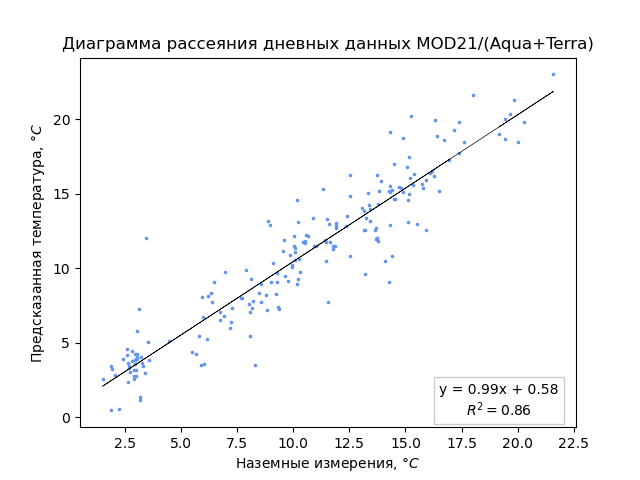 Диаграмма рассеяния дневных данных MOD21/(Aqua+Terra)
Предсказанная температура, °C
20
15
10
5
0
y = 0.99x + 0.58
R² = 0.86
2.5 5.0 7.5 10.0 12.5 15.0 17.5 20.0 22.5
Наземные измерения, °C